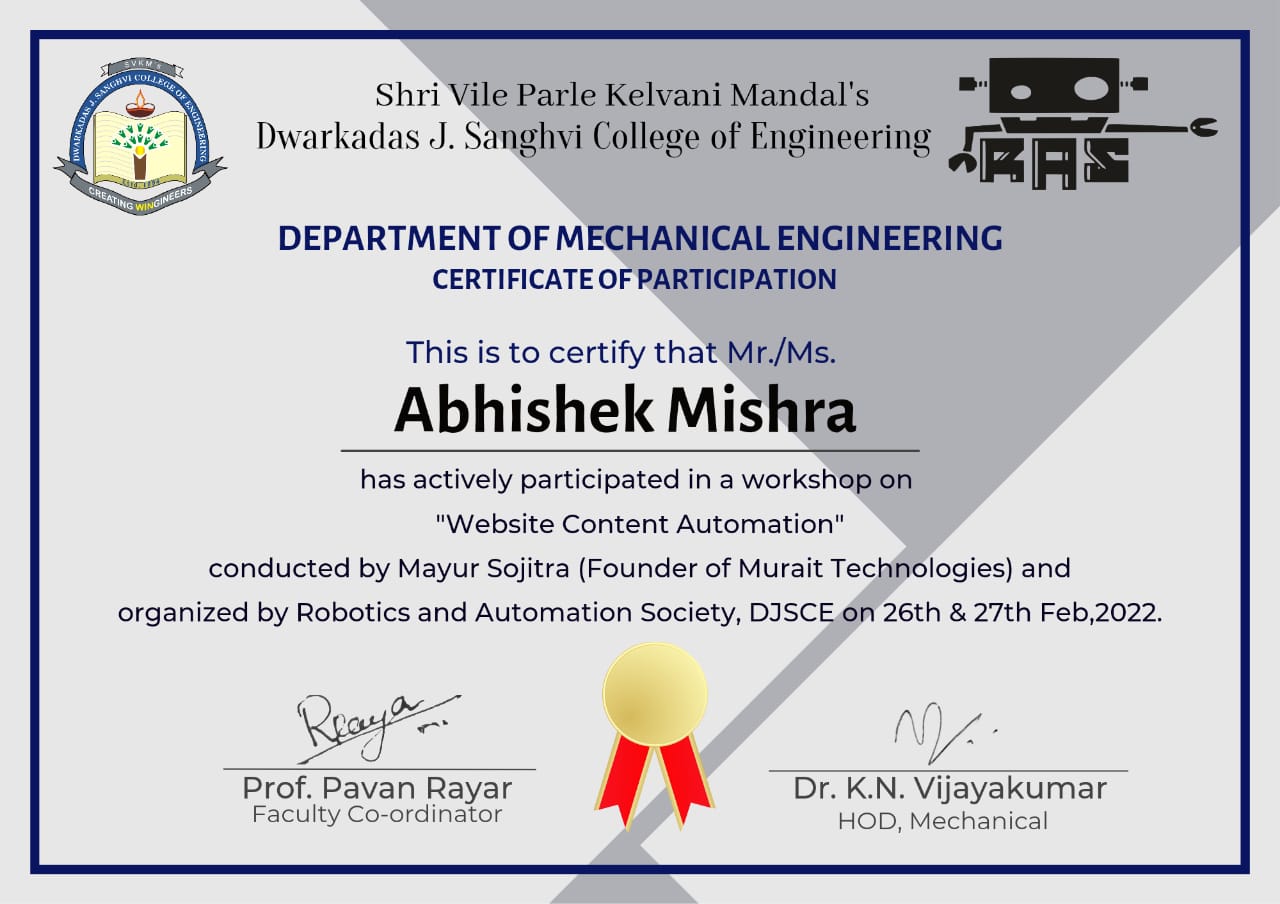 SVKM's
DWARKADAS J. SANGHVI COLLEGE OF ENGINEERING
Estd. 1994
CREATING WINGINEERS
Shri Vile Parle Kelvani Mandal's
Dwarkadas J. Sanghvi College of Engineering
RAS
DEPARTMENT OF MECHANICAL ENGINEERING
CERTIFICATE OF PARTICIPATION
This is to certify that Mr./Ms.
Abhishek Mishra
has actively participated in a workshop on
"Website Content Automation"
conducted by Mayur Sojitra (Founder of Murait Technologies) and
organized by Robotics and Automation Society, DJSCE on 26th & 27th Feb,2022.
Prof. Pavan Rayar
Faculty Co-ordinator
Dr. K.N. Vijayakumar
HOD, Mechanical